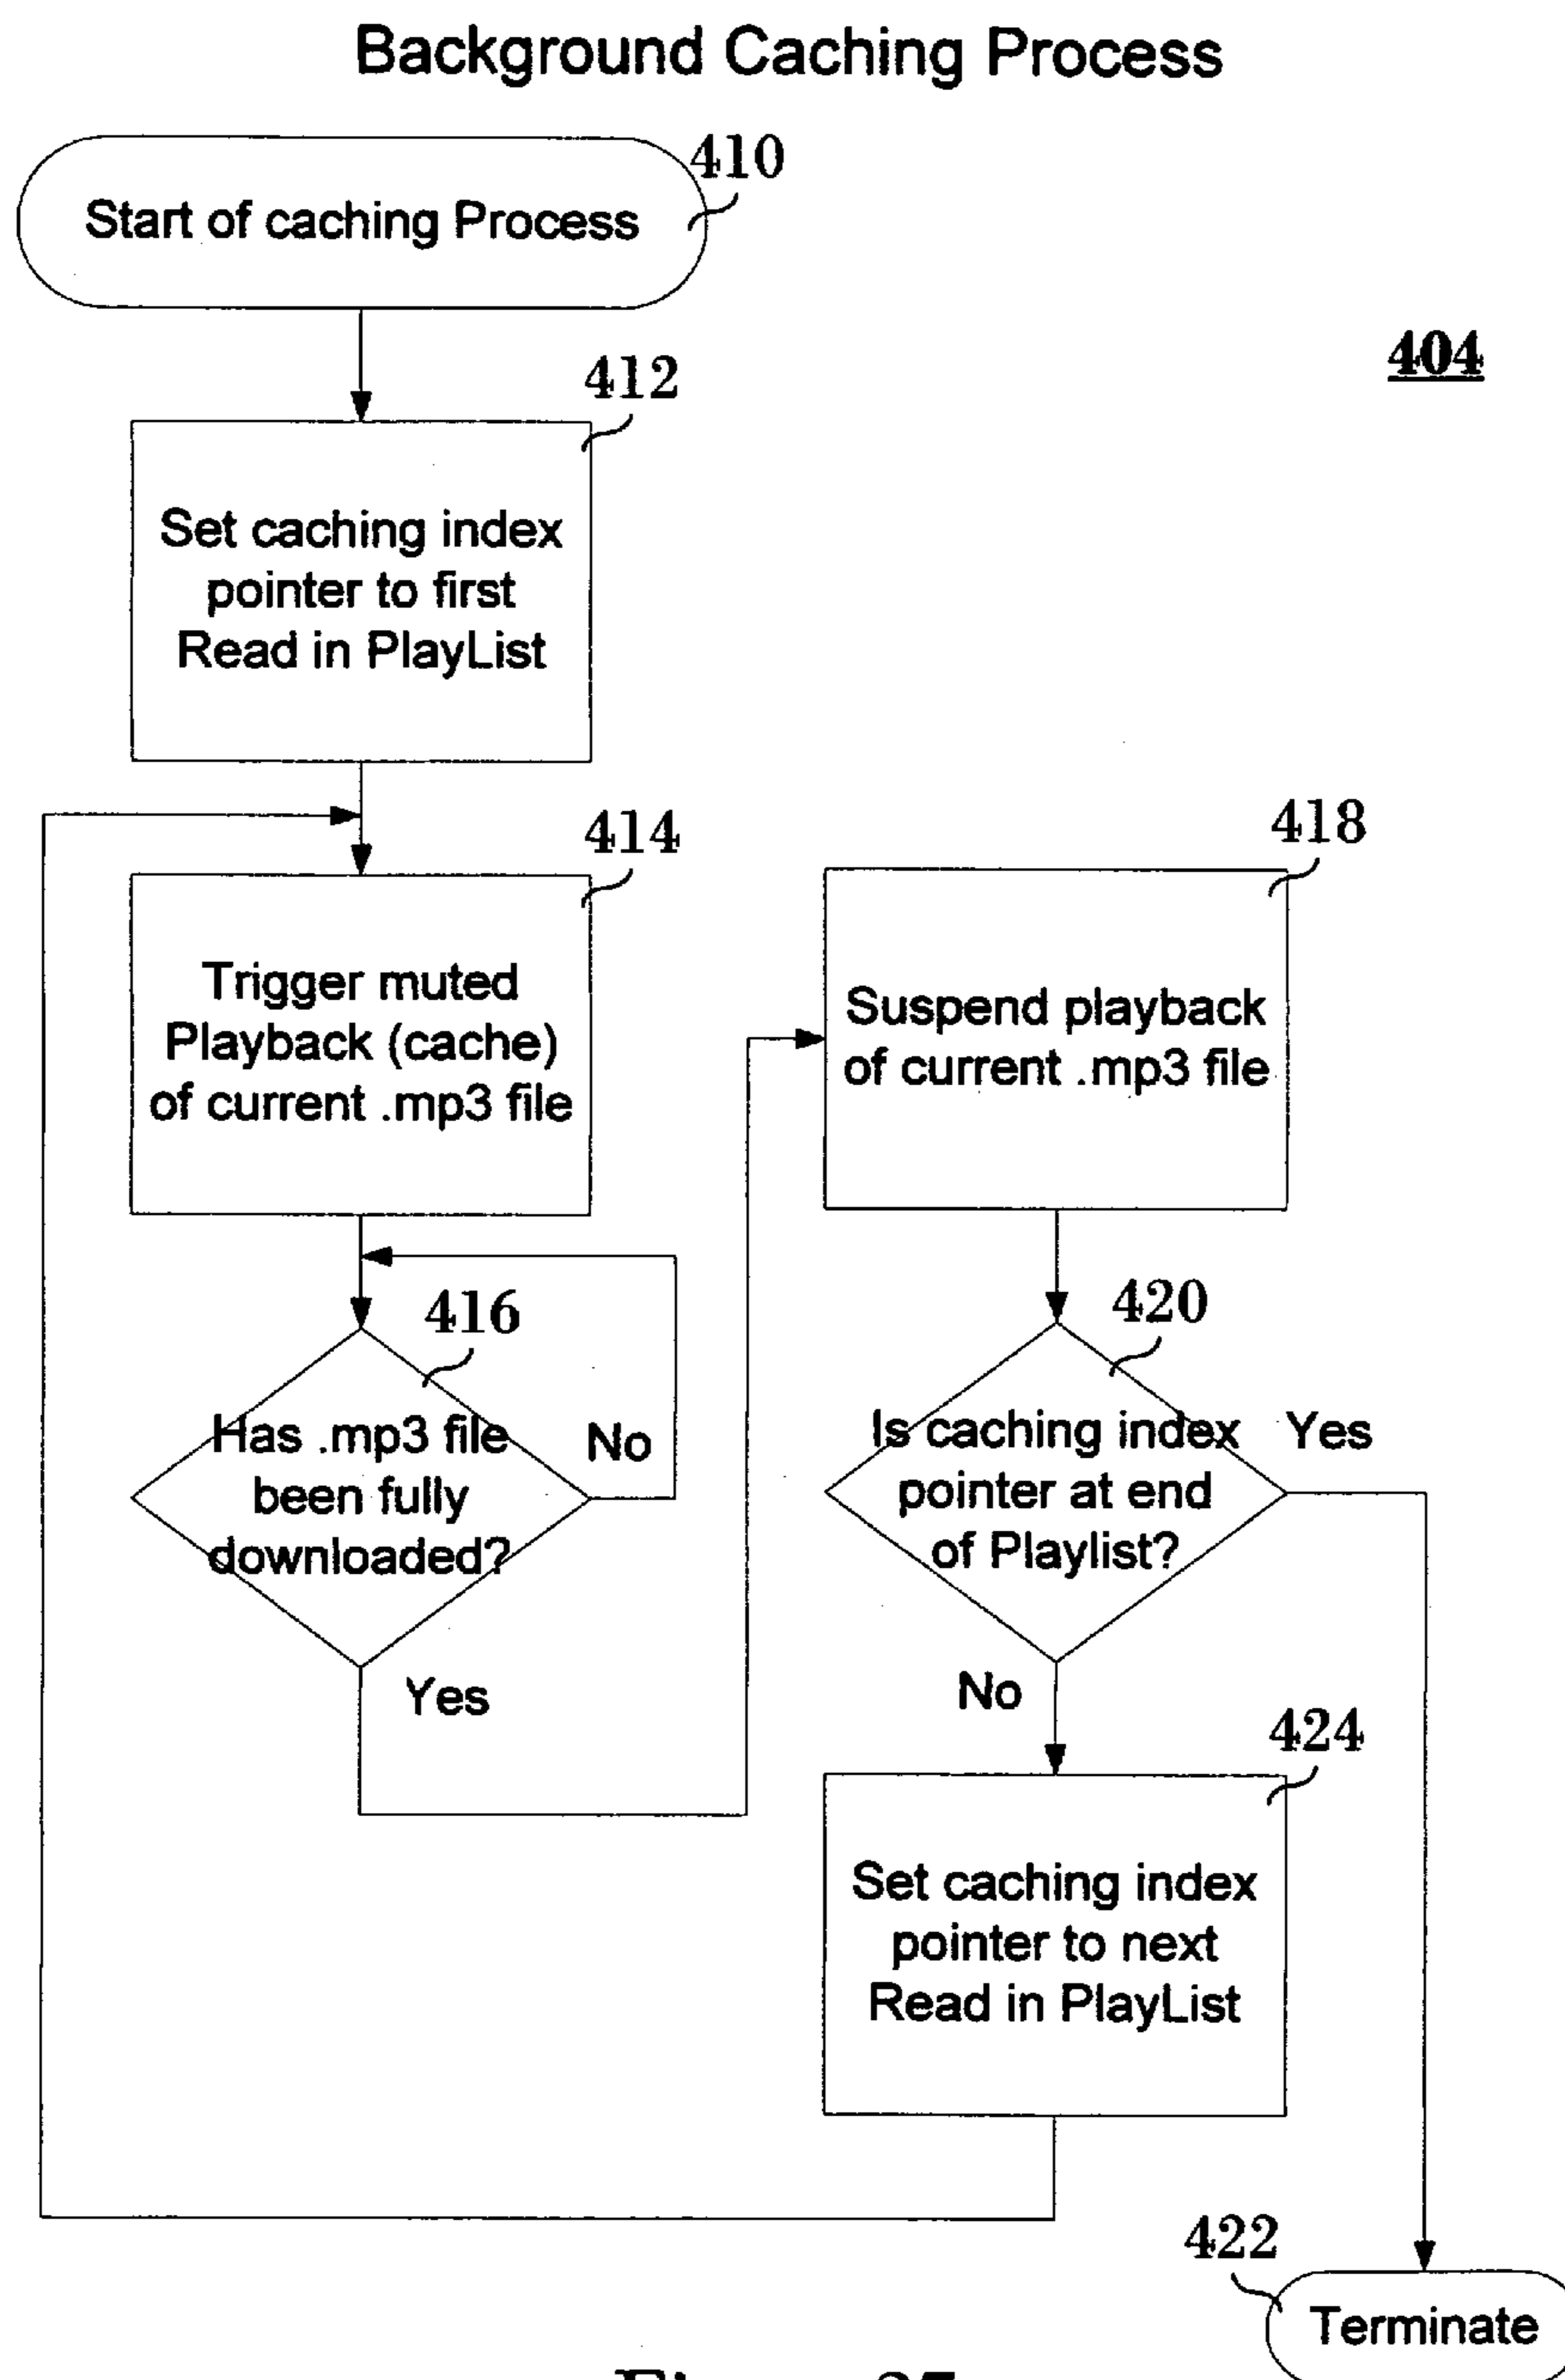 Background Caching Process
410
Start of caching Process
404
412
Set caching index
pointer to first
Read in PlayList
414
Trigger muted
Playback (cache)
of current .mp3 file
416
Has .mp3 file
been fully
downloaded?
No
Yes
418
Suspend playback
of current .mp3 file
420
Is caching index
pointer at end
of Playlist?
Yes
No
424
Set caching index
pointer to next
Read in PlayList
422
Terminate